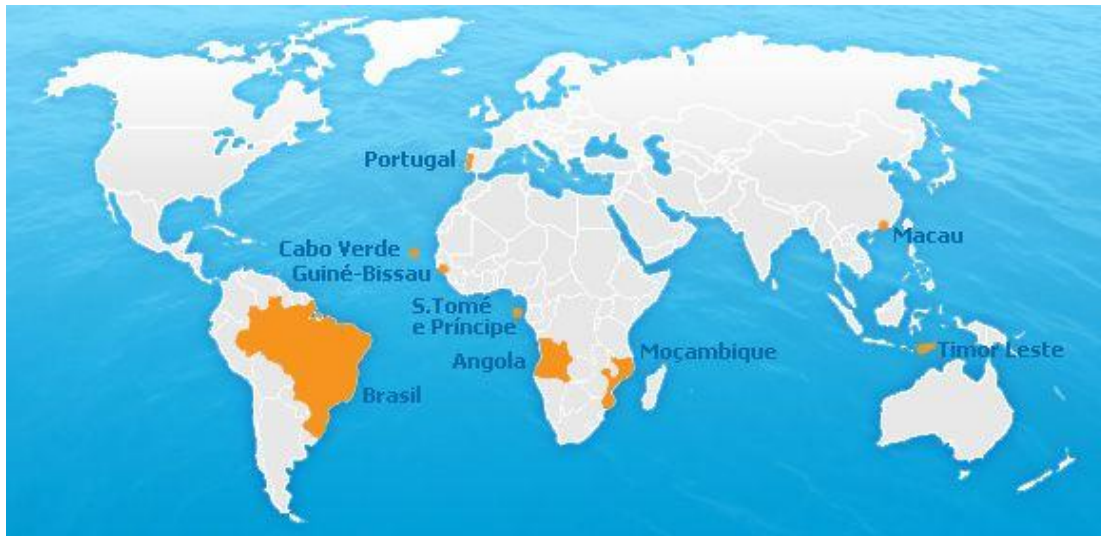 Portugal
Cabo Verde
Guiné-Bissau
S.Tomé
e Príncipe
Angola
Moçambique
Brasil
Macau
Timor Leste